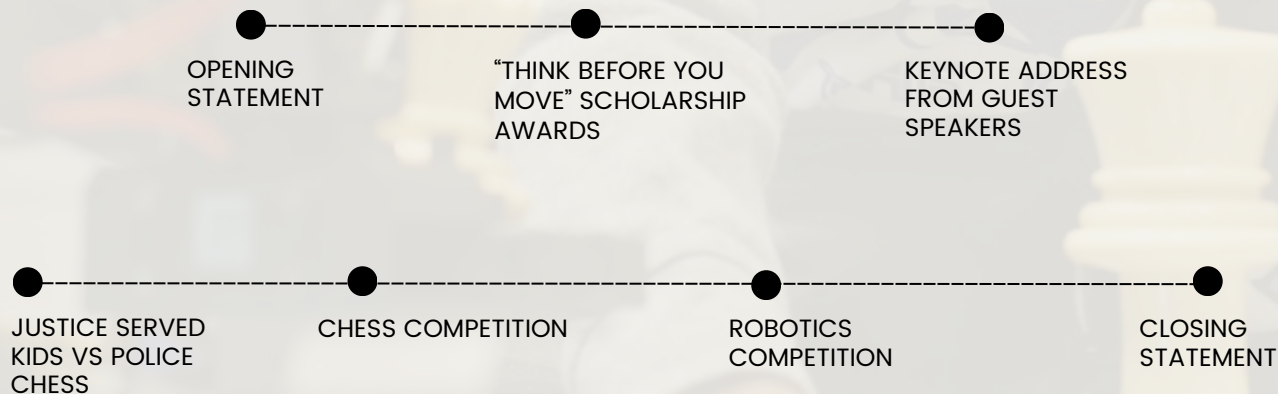 OPENING
STATEMENT
“THINK BEFORE YOU
MOVE” SCHOLARSHIP
AWARDS
KEYNOTE ADDRESS
FROM GUEST
SPEAKERS
JUSTICE SERVED
KIDS VS POLICE
CHESS
CHESS COMPETITION
ROBOTICS
COMPETITION
CLOSING
STATEMENT